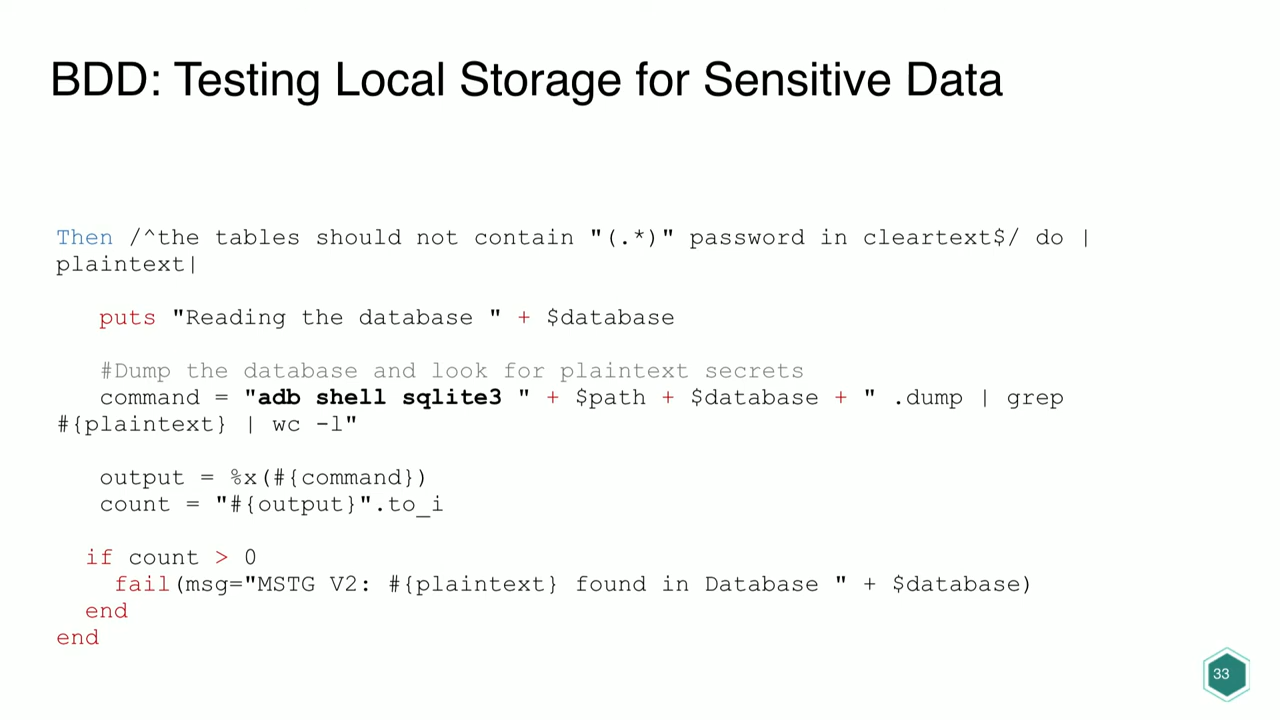 BDD: Testing Local Storage for Sensitive Data
Then /^the tables should not contain "(.*)" password in cleartext$/ do |
plaintext|
puts "Reading the database " + $database
#Dump the database and look for plaintext secrets
command = "adb shell sqlite3 " + $path + $database + " .dump | grep
#{plaintext} | wc -l"
output = %x(#{command})
count = "#{output}".to_i
if count > 0
fail(msg="MSTG V2: #{plaintext} found in Database " + $database)
end
end
33